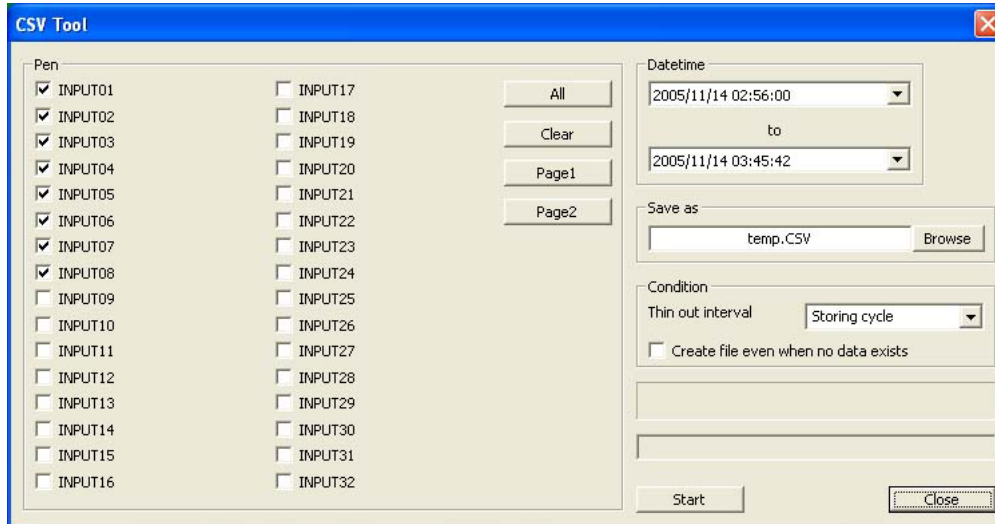 CSV Tool
Pen
INPUT01
INPUT02
INPUT03
INPUT04
INPUT05
INPUT06
INPUT07
INPUT08
INPUT09
INPUT10
INPUT11
INPUT12
INPUT13
INPUT14
INPUT15
INPUT16
INPUT17
INPUT18
INPUT19
INPUT20
INPUT21
INPUT22
INPUT23
INPUT24
INPUT25
INPUT26
INPUT27
INPUT28
INPUT29
INPUT30
INPUT31
INPUT32
All
Clear
Page1
Page2
Datetime
2005/11/14 02:56:00
to
2005/11/14 03:45:42
Save as
temp.CSV
Browse
Condition
Thin out interval
Storing cycle
Create file even when no data exists
Start
Close